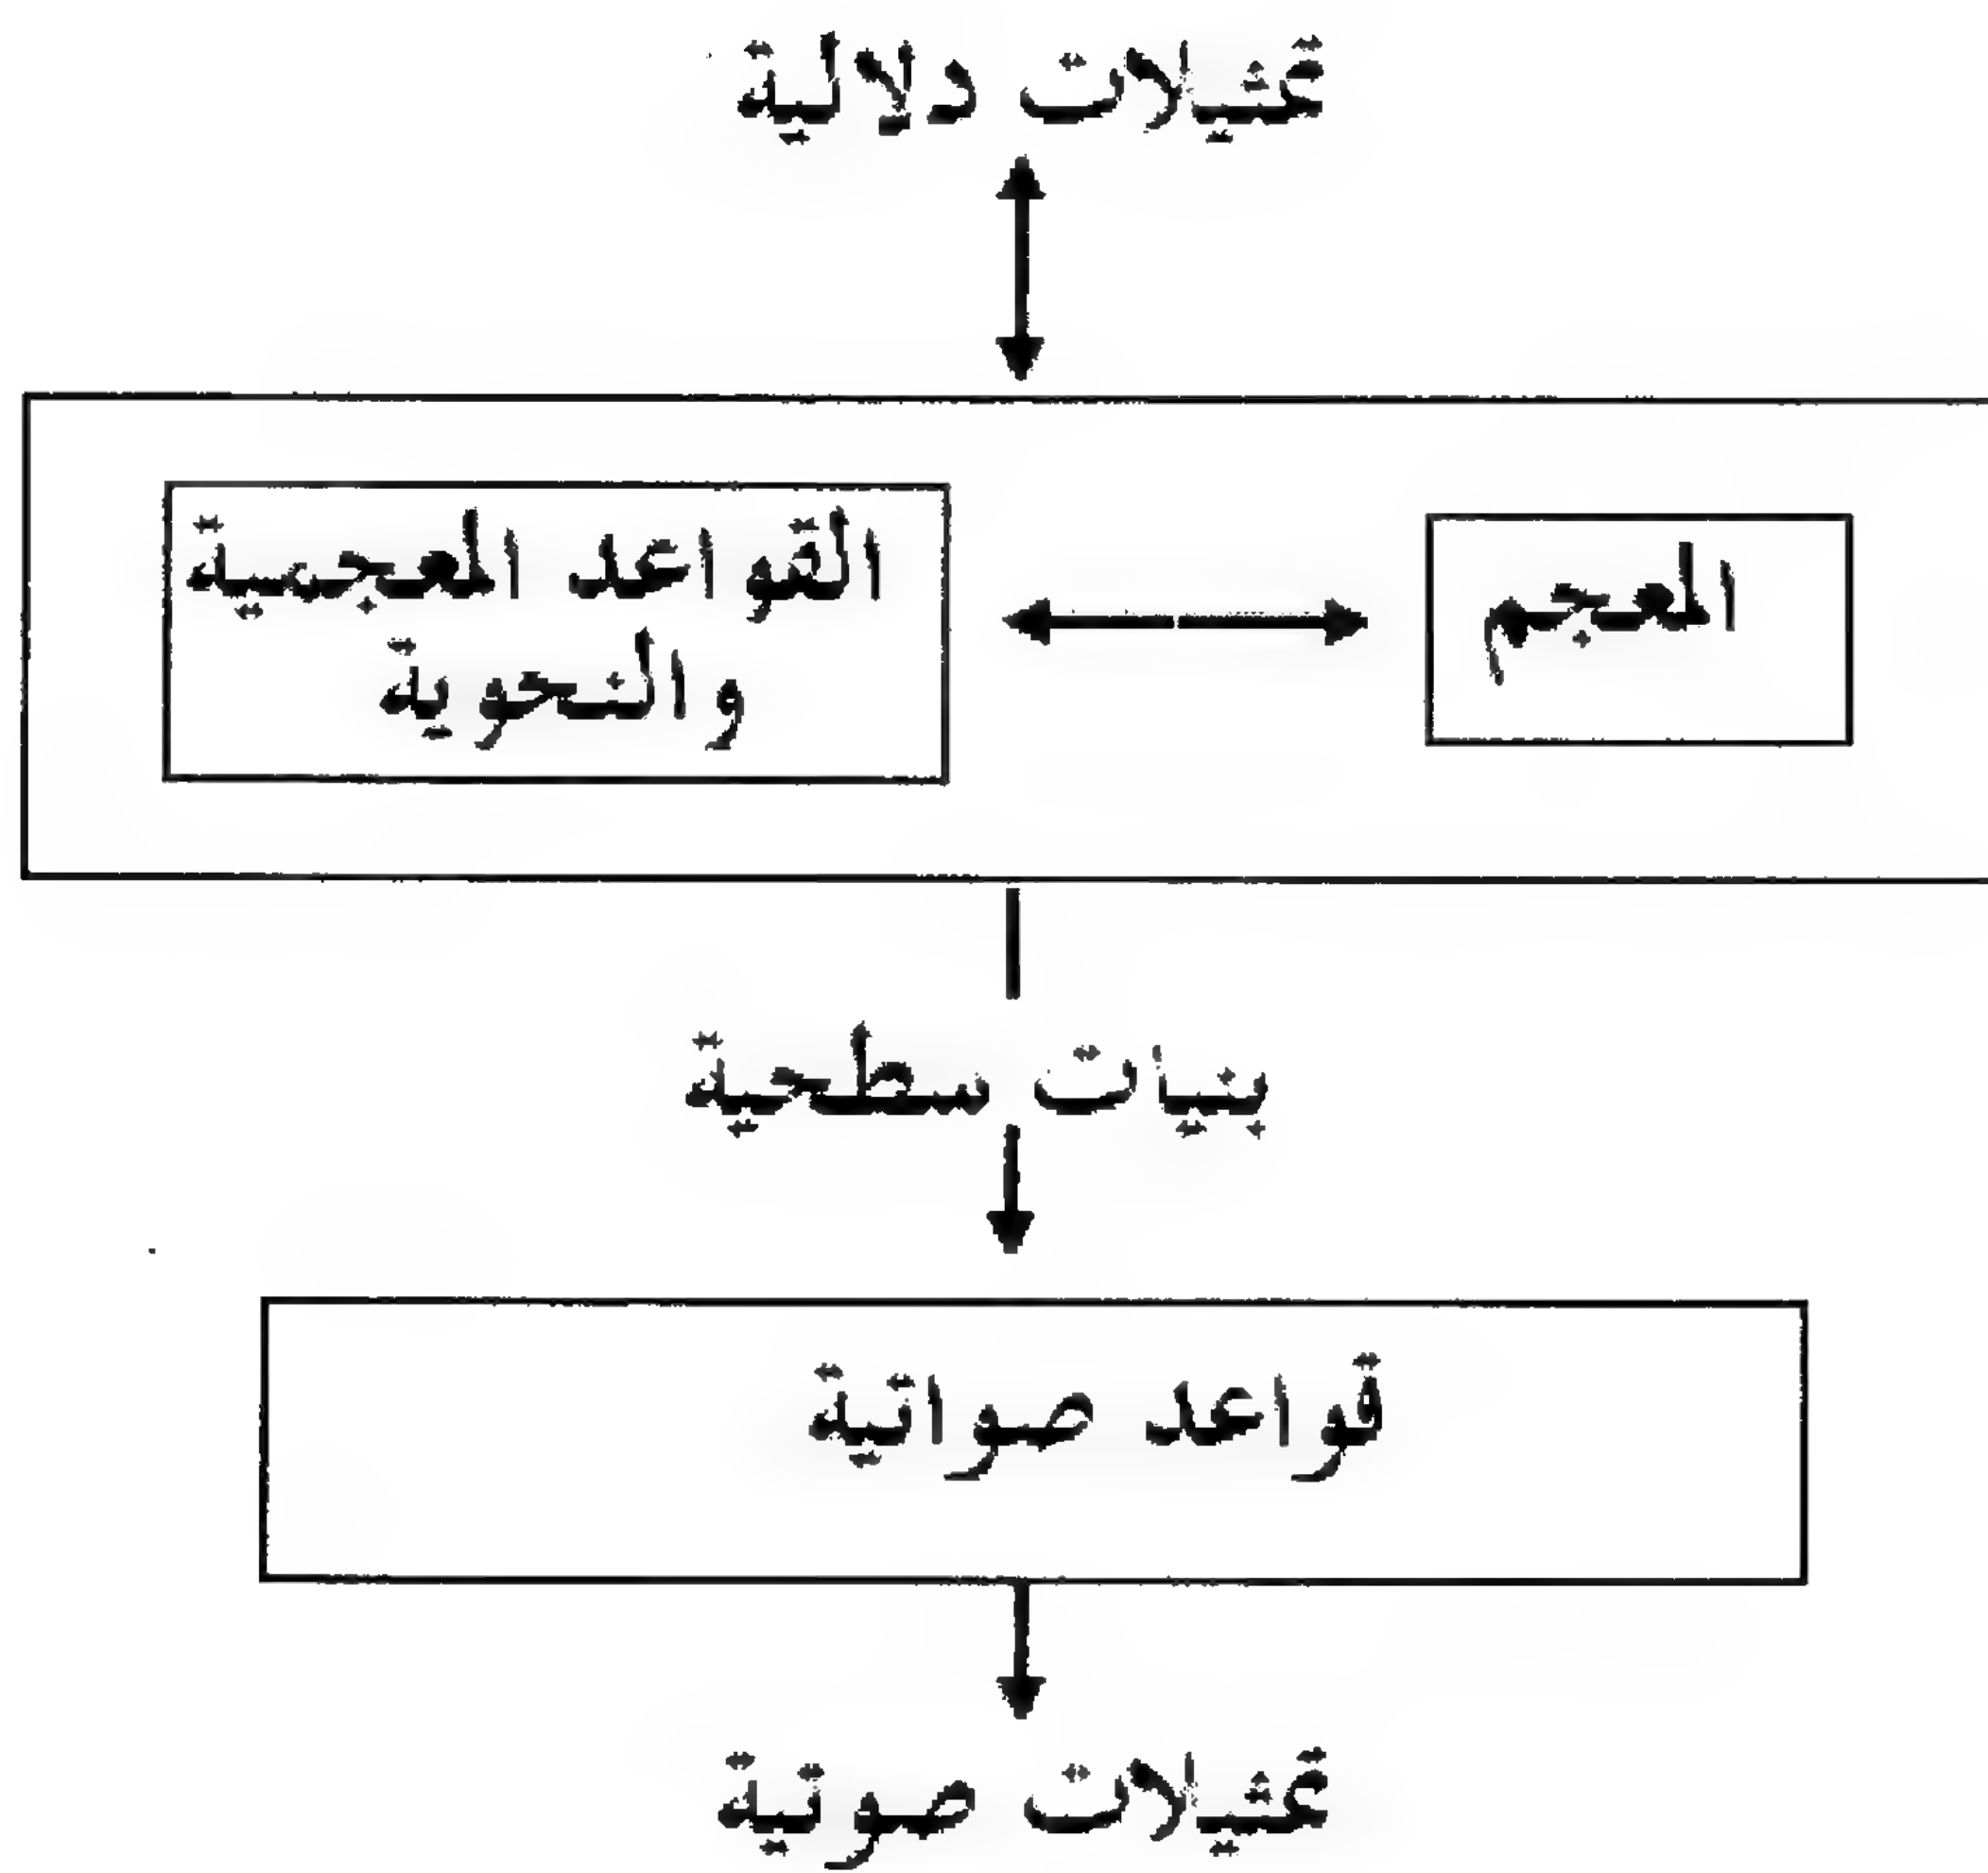 تمثيلات دلالية
المعجم
القواعد المعجمية
والنحوية
بنيات سطحية
قواعد صواتية
تمثيلات صوتية